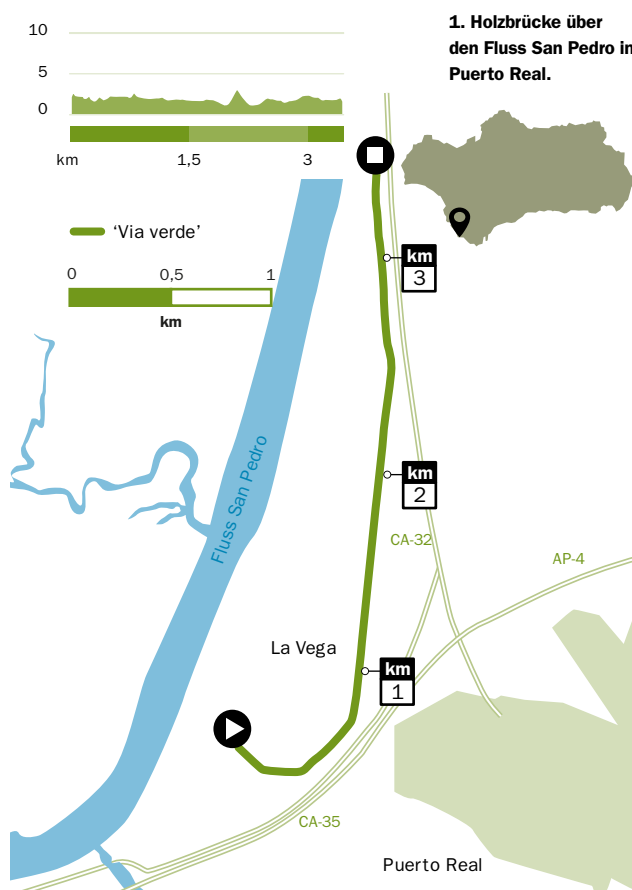 10
5
0
km 1,5 3
1. Holzbrücke über
den Fluss San Pedro in
Puerto Real.
'Via verde'
0 0,5 1
km
km
3
Fluss San Pedro
km
2
CA-32
AP-4
La Vega
km
1
CA-35
Puerto Real